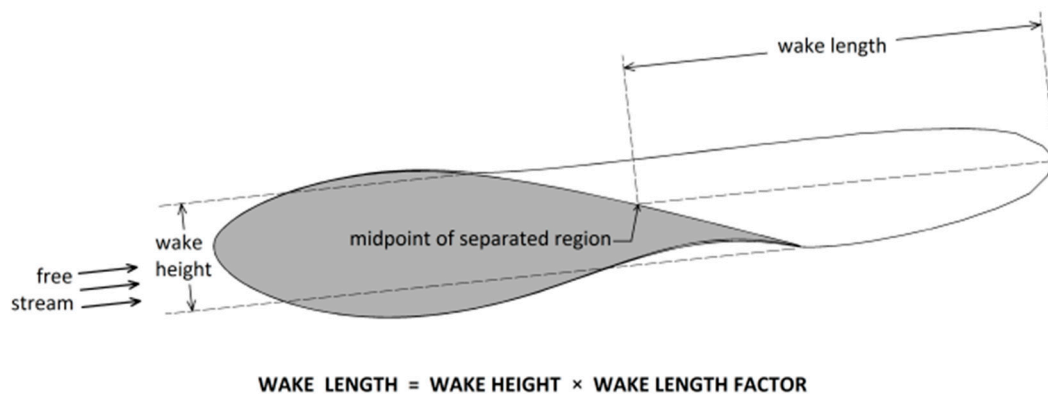 wake length
wake
height
midpoint of separated region
free
stream
WAKE LENGTH = WAKE HEIGHT × WAKE LENGTH FACTOR